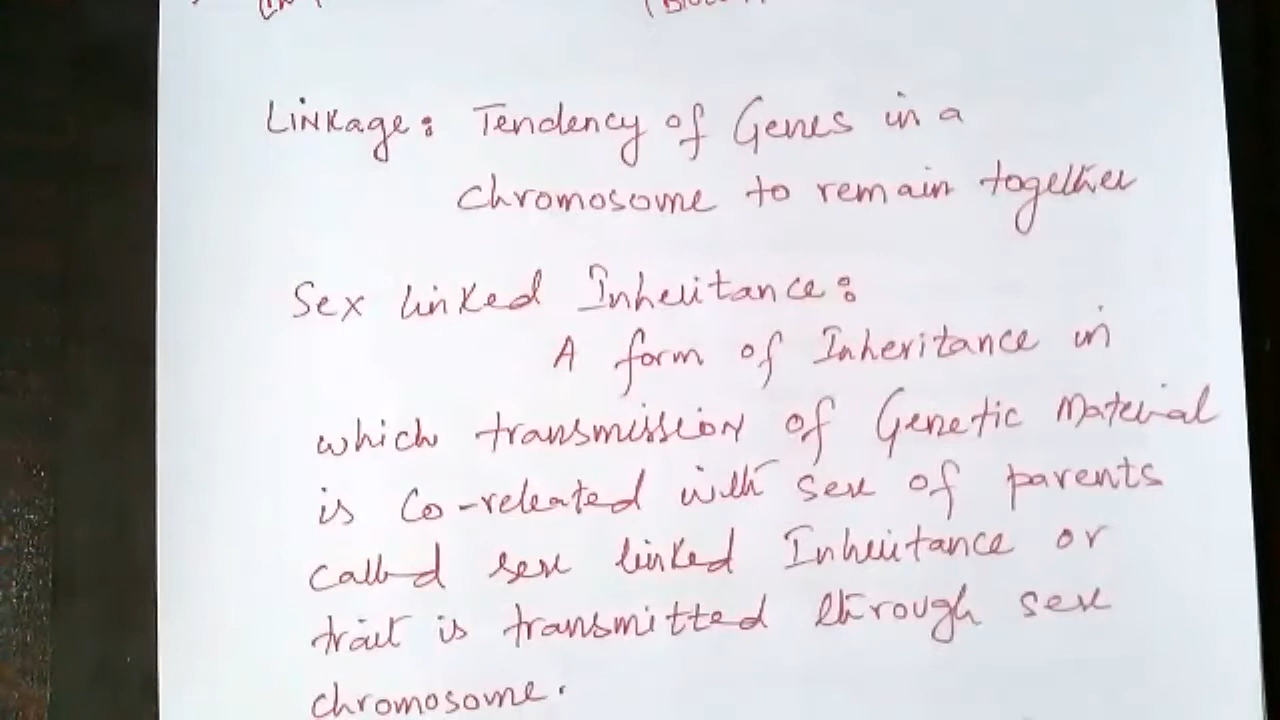 Linkage: Tendency of Genes in a
chromosome to remain together
Sex linked Inheritance:
A form of Inheritance in
which transmission of Genetic Material
is Co-releated with sex of parents
called sex linked Inheritance or
trait is transmitted through sex
chromosome.